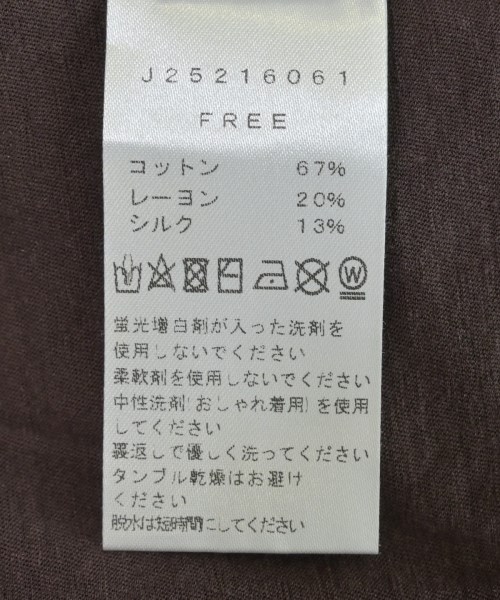 J25216061
FREE
コットン 67%
レーヨン 20%
シルク 13%
W
蛍光増白剤が入った洗剤を
使用しないでください
柔軟剤を使用しないでください
中性洗剤(おしゃれ着用)を使用
してください
裏返しで優しく洗ってください
タンブル乾燥はお避け
ください
脱水は短時間にしてください